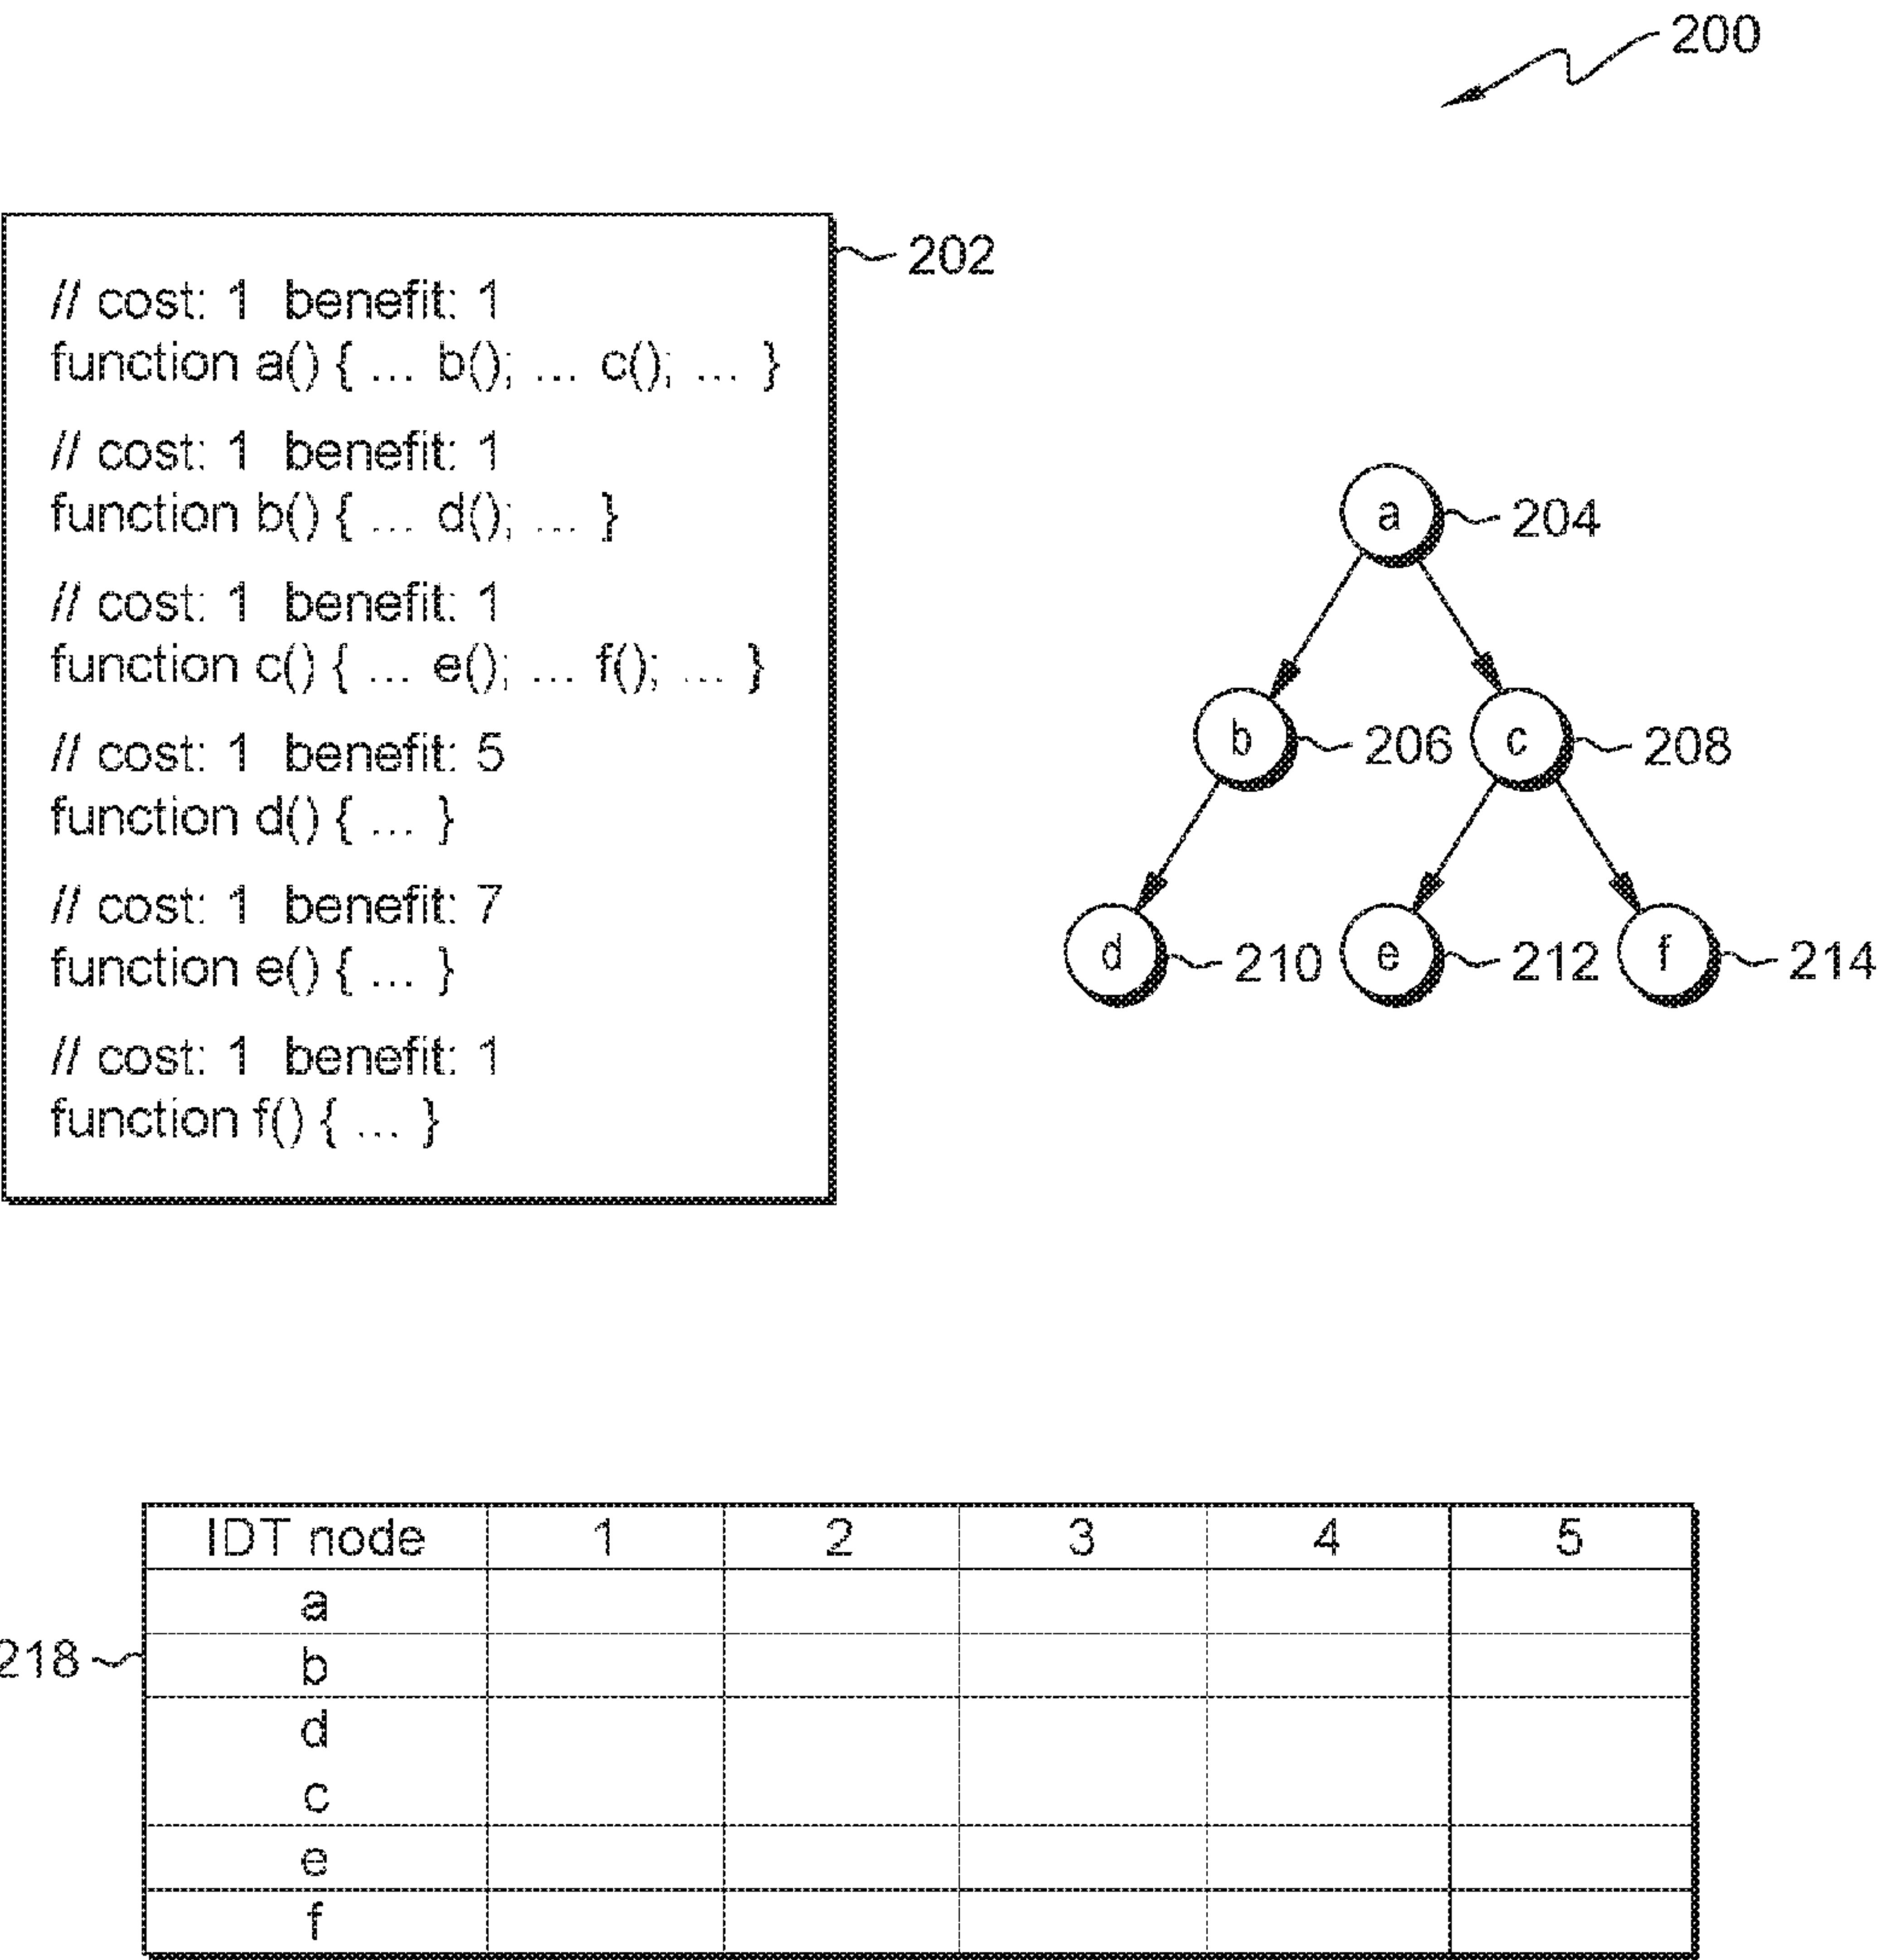 200
202
// cost: 1 benefit: 1
function a() { ... b(); ... c(); ... }
// cost: 1 benefit: 1
function b() { ... d(); ... }
// cost: 1 benefit: 1
function c() { ... e(); ... f(); ... }
// cost: 1 benefit: 5
function d() { ... }
// cost: 1 benefit: 7
function e() { ... }
// cost: 1 benefit: 1
function f() { ... }
a 204
b 206 c 208
d 210 e 212 f 214
IDT node 1 2 3 4 5
a
218 b
d
c
e
f